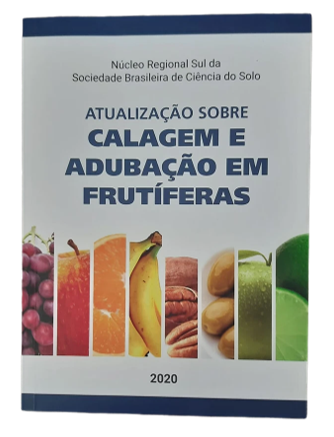 Núcleo Regional Sul da
Sociedade Brasileira de Ciência do Solo
ATUALIZAÇÃO SOBRE
CALAGEM E
ADUBAÇÃO EM
FRUTÍFERAS
2020